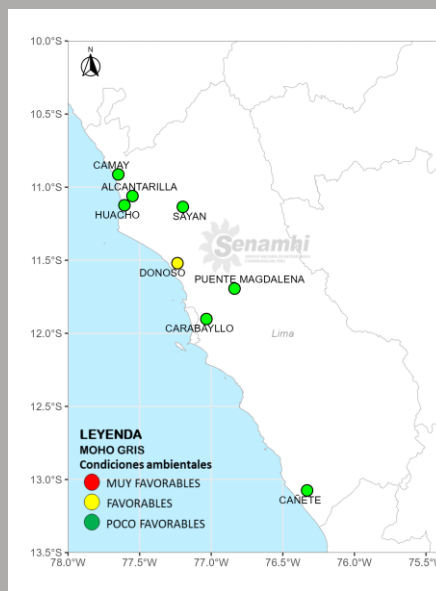 10.0°S
N
10.5°S
CAMAY
11.0°S
ALCANTARILLA
HUACHO
SAYAN
Senamhi
11.5°S
DONOSO
PUENTE MAGDALENA
12.0°S
CARABAYLLO
Lima
12.5°S
LEYENDA
MOHO GRIS
Condiciones ambientales
MUY FAVORABLES
FAVORABLES
POCO FAVORABLES
13.0°S
CAÑETE
13.5°S
78.0°W
77.5°W
77.0°W
76.5°W
76.0°W